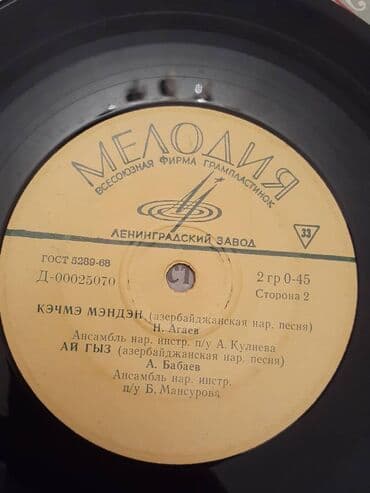 МЕЛОДИЯ
ВСЕСОЮЗНАЯ ФИРМА ГРАМПЛАСТИНОК
ЛЕНИНГРАДСКИЙ ЗАВОД
33
ГОСТ 5289-68
Д-00025070
2 гр 0-45
Сторона 2
КЭЧМЭ МЭНДЭН (азербайджанская нар. песня)
Н. Агаев
Ансамбль нар. инстр. п/у А. Кулиева
АЙ ГЫЗ (азербайджанская нар. песня)
А. Бабаев
Ансамбль нар. инстр.
п/у Б. Мансурова